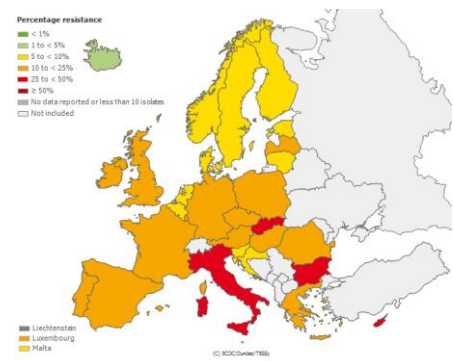 Percentage resistance
< 1%
1 to < 5%
5 to < 10%
10 to < 25%
25 to < 50%
≥ 50%
No data reported or less than 10 isolates
Not included
Liechtenstein
Luxembourg
Malta
(C) ECDC/Dundas/TESSy